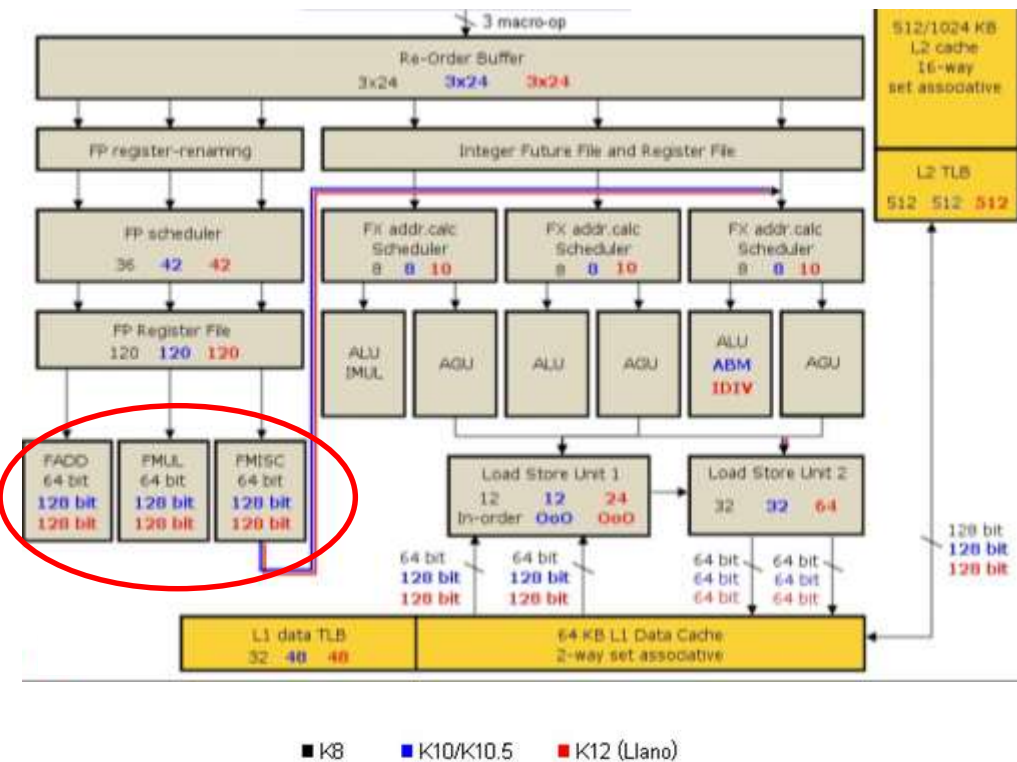 3 macro-op
Re-Order Buffer
3x24 3x24 3x24
512/1024 KB
L2 cache
16-way
set associative
FP register-renaming
Integer Future File and Register File
L2 TLB
512 512 512
FP scheduler
36 42 42
FX addr.calc
Scheduler
8 8 10
FX addr.calc
Scheduler
8 8 10
FX addr.calc
Scheduler
8 8 10
FP Register File
120 120 120
ALU
IMUL
AGU
ALU
AGU
ALU
ABM
IDIV
AGU
FADD
64 bit
128 bit
128 bit
FMUL
64 bit
128 bit
128 bit
FMISC
64 bit
128 bit
128 bit
Load Store Unit 1
12 12 24
In-order OoO OoO
Load Store Unit 2
32 32 64
64 bit
128 bit
128 bit
64 bit
128 bit
128 bit
64 bit
64 bit
64 bit
64 bit
64 bit
64 bit
128 bit
128 bit
128 bit
L1 data TLB
32 48 48
64 KB L1 Data Cache
2-way set associative
K8 K10/K10.5 K12 (Llano)